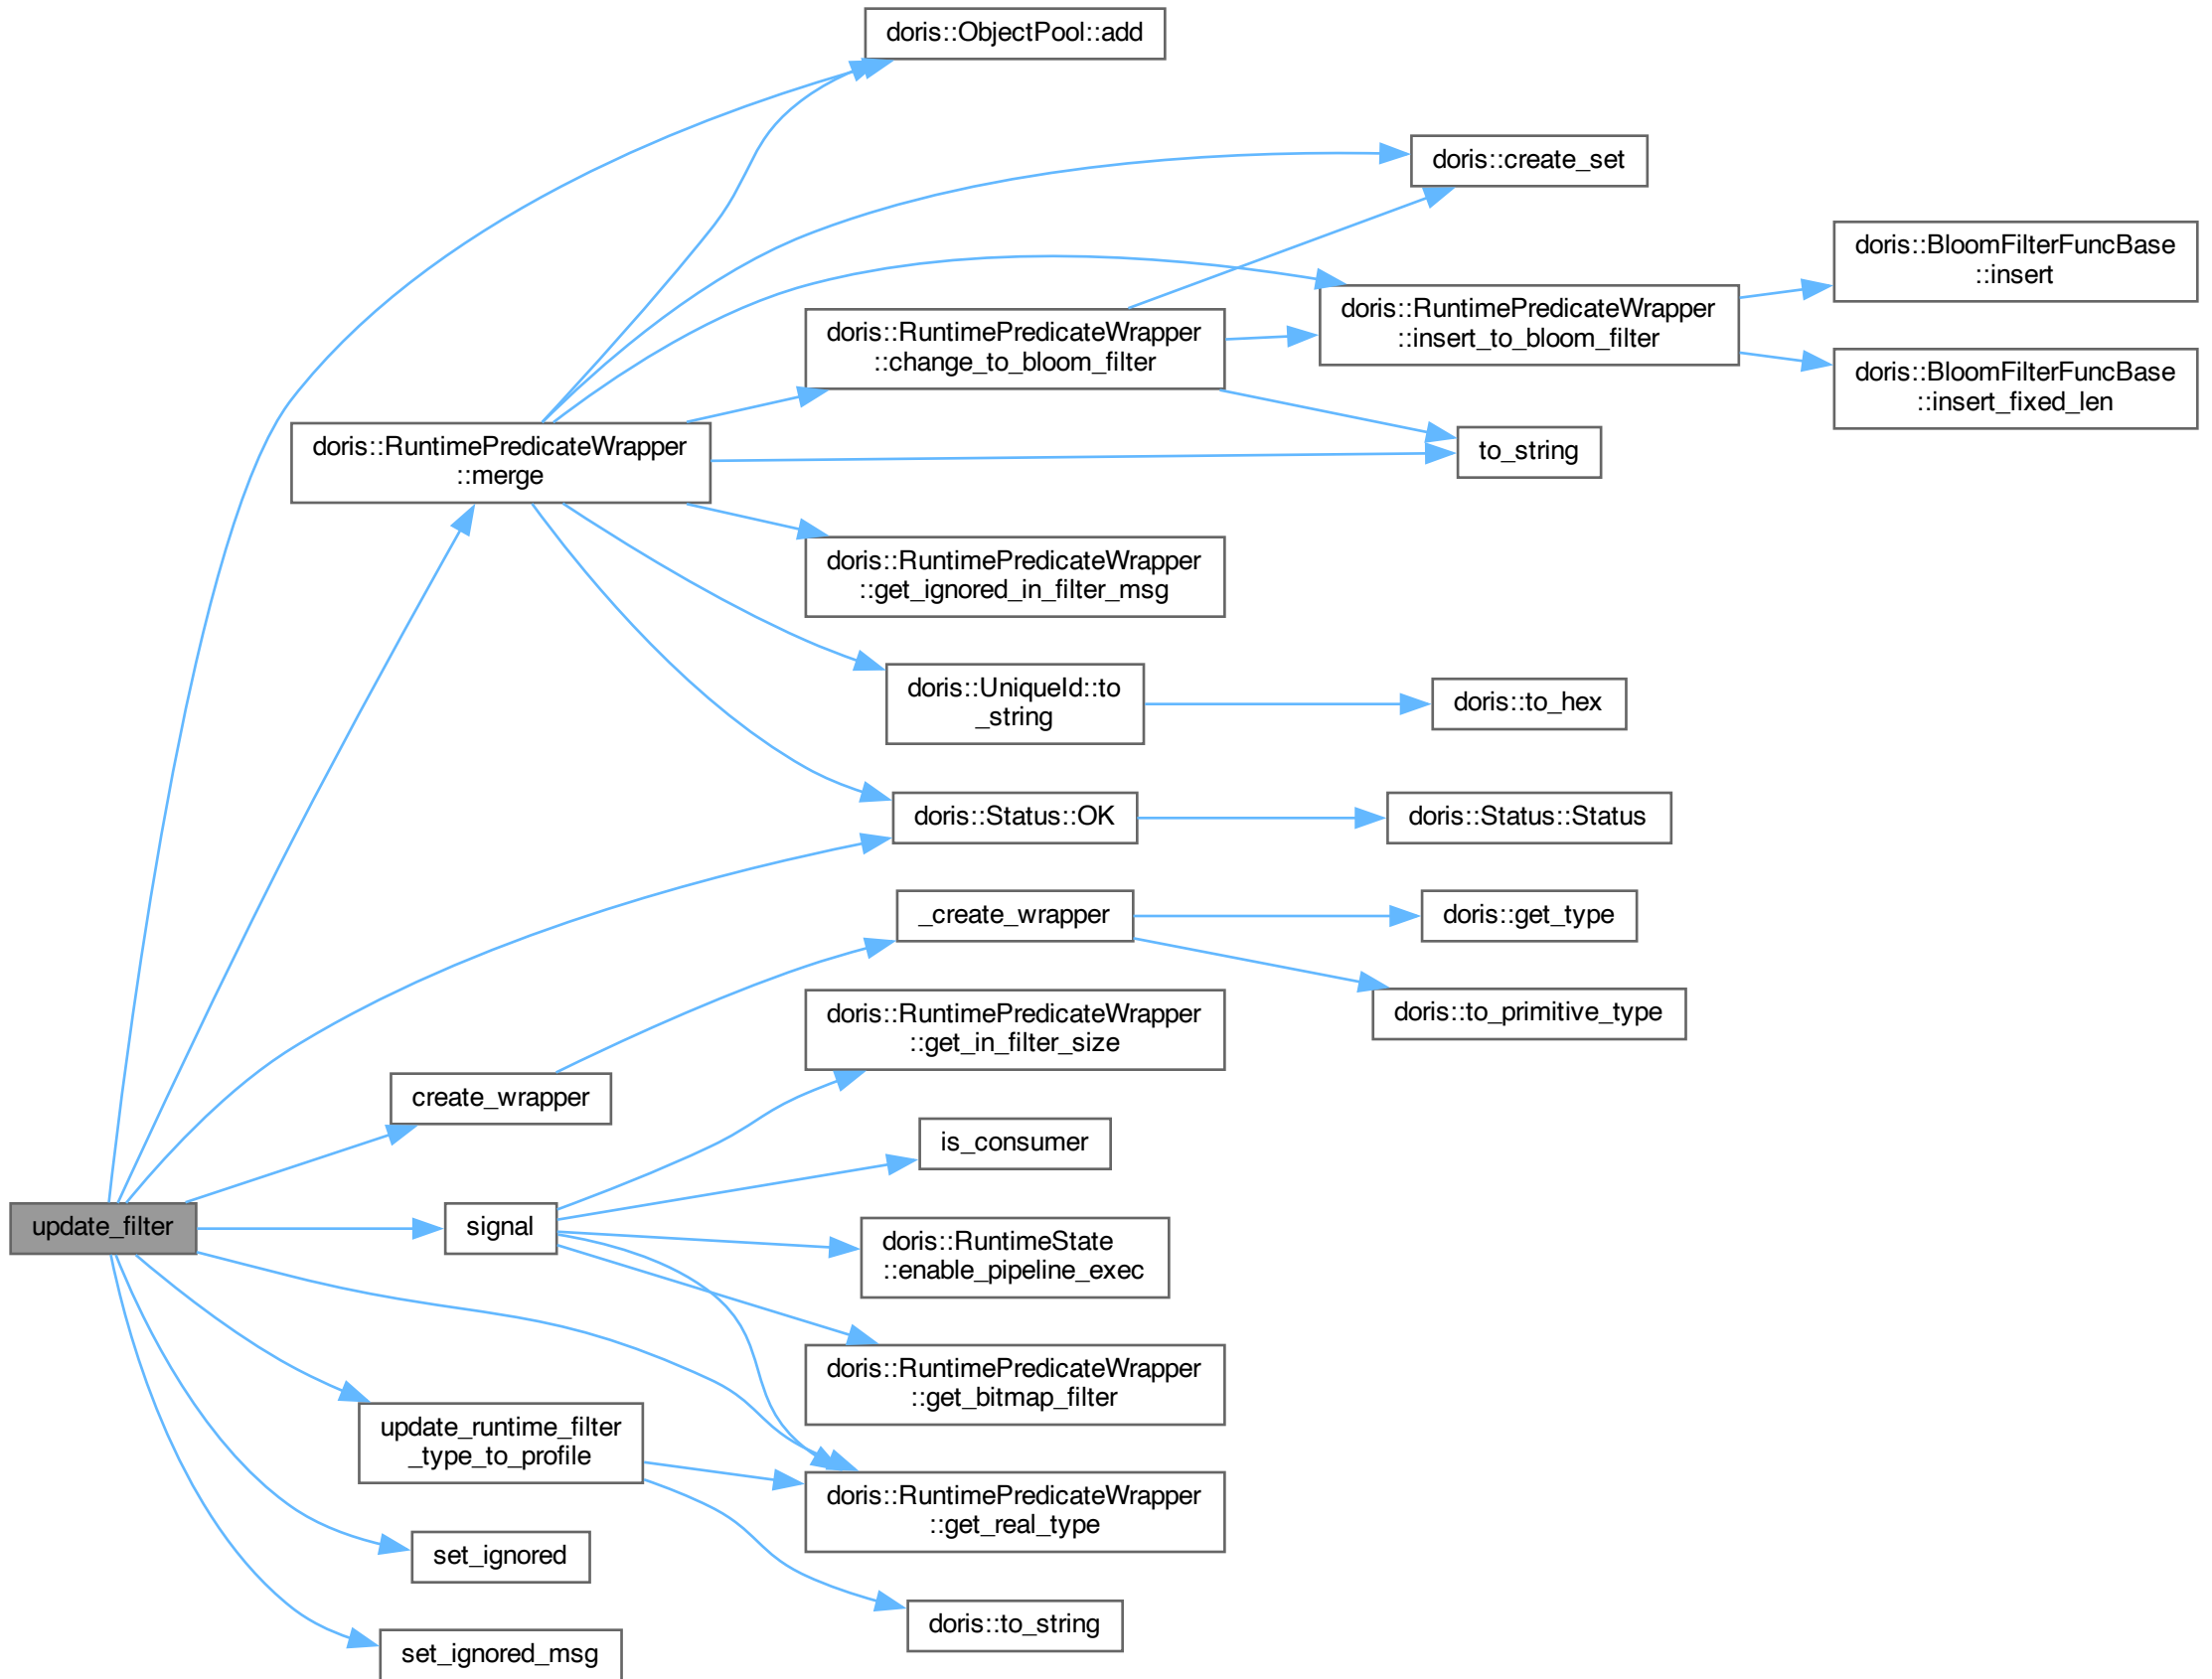 doris::ObjectPool::add
doris::create_set
doris::BloomFilterFuncBase
::insert
doris::RuntimePredicateWrapper
::change_to_bloom_filter
doris::RuntimePredicateWrapper
::insert_to_bloom_filter
doris::BloomFilterFuncBase
::insert_fixed_len
doris::RuntimePredicateWrapper
::merge
to_string
doris::RuntimePredicateWrapper
::get_ignored_in_filter_msg
doris::UniqueId::to
_string
doris::to_hex
doris::Status::OK
doris::Status::Status
_create_wrapper
doris::get_type
doris::to_primitive_type
doris::RuntimePredicateWrapper
::get_in_filter_size
create_wrapper
is_consumer
update_filter
signal
doris::RuntimeState
::enable_pipeline_exec
doris::RuntimePredicateWrapper
::get_bitmap_filter
update_runtime_filter
_type_to_profile
doris::RuntimePredicateWrapper
::get_real_type
set_ignored
doris::to_string
set_ignored_msg